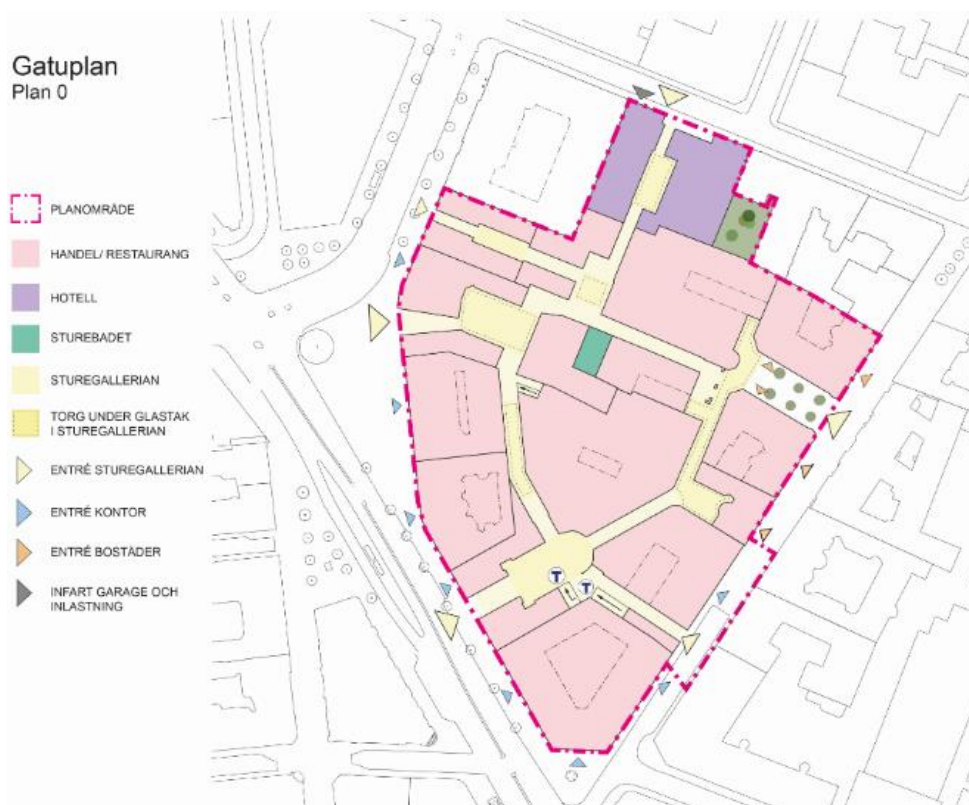 Gatuplan
Plan 0
PLANOMRÅDE
HANDEL/ RESTAURANG
HOTELL
STUREBADET
STUREGALLERIAN
TORG UNDER GLASTAK
I STUREGALLERIAN
ENTRÉ STUREGALLERIAN
ENTRÉ KONTOR
ENTRÉ BOSTÄDER
INFART GARAGE OCH
INLASTNING
T
T